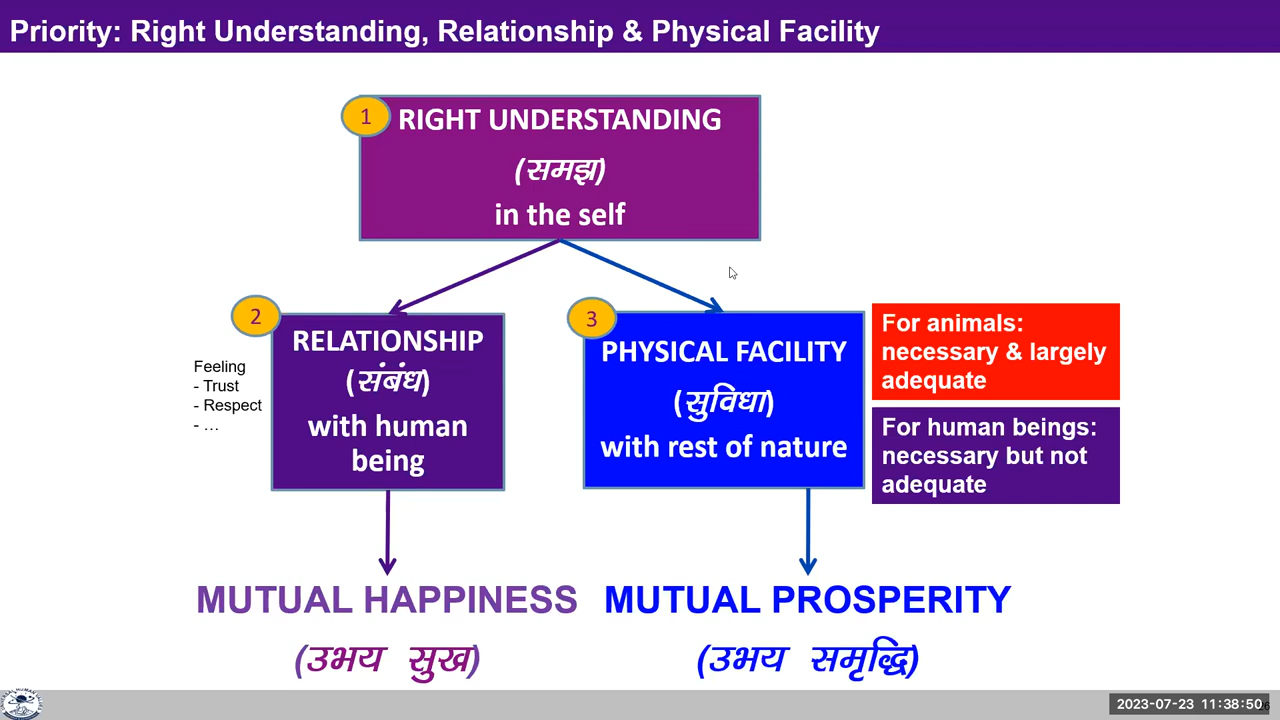 Priority: Right Understanding, Relationship & Physical Facility
1
RIGHT UNDERSTANDING
(समझ)
in the self
2
RELATIONSHIP
(संबंध)
with human
being
Feeling
- Trust
- Respect
- ...
3
PHYSICAL FACILITY
(सुविधा)
with rest of nature
For animals:
necessary & largely
adequate
For human beings:
necessary but not
adequate
MUTUAL HAPPINESS
(उभय सुख)
MUTUAL PROSPERITY
(उभय समृद्धि)
2023-07-23 11:38:50